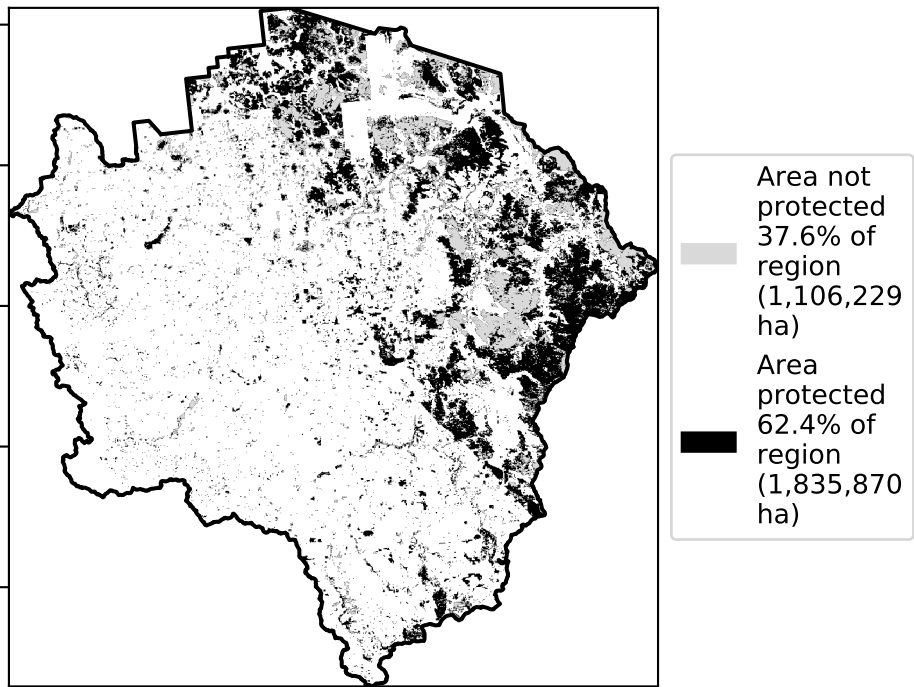 Area not
protected
37.6% of
region
(1,106,229
ha)
Area
protected
62.4% of
region
(1,835,870
ha)